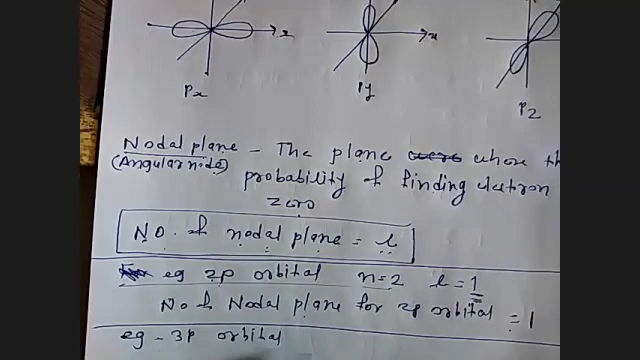 x
x
Px
Py
Pz
Nodal plane - The plane where th
(Angular node) probability of finding electron
zero
No. of nodal plane = l
eg 2p orbital n=2 l=1
No of Nodal plane for 2p orbital = 1
eg - 3p orbital